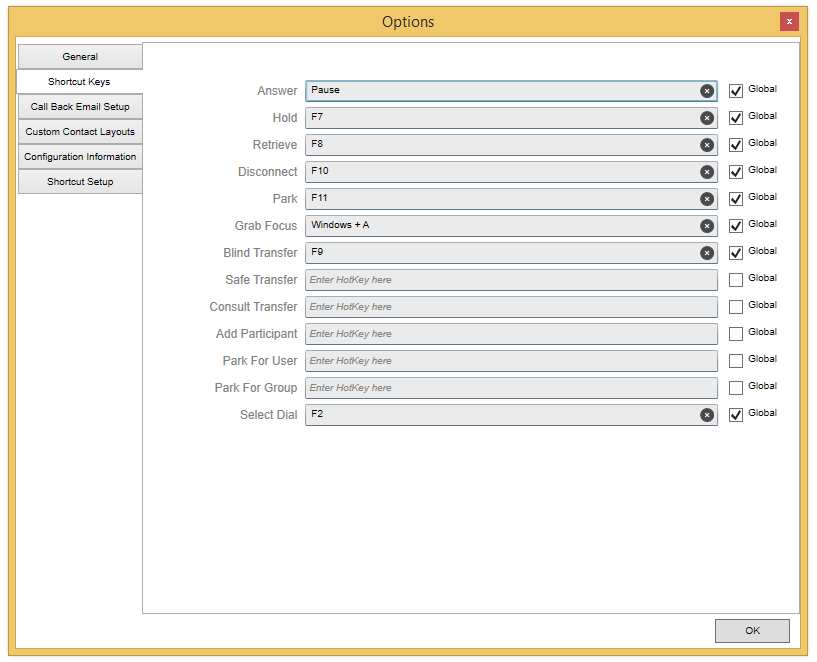 Options
x
General
Shortcut Keys
Call Back Email Setup
Custom Contact Layouts
Configuration Information
Shortcut Setup
Answer Pause Global
Hold F7 Global
Retrieve F8 Global
Disconnect F10 Global
Park F11 Global
Grab Focus Windows + A Global
Blind Transfer F9 Global
Safe Transfer Enter HotKey here Global
Consult Transfer Enter HotKey here Global
Add Participant Enter HotKey here Global
Park For User Enter HotKey here Global
Park For Group Enter HotKey here Global
Select Dial F2 Global
OK